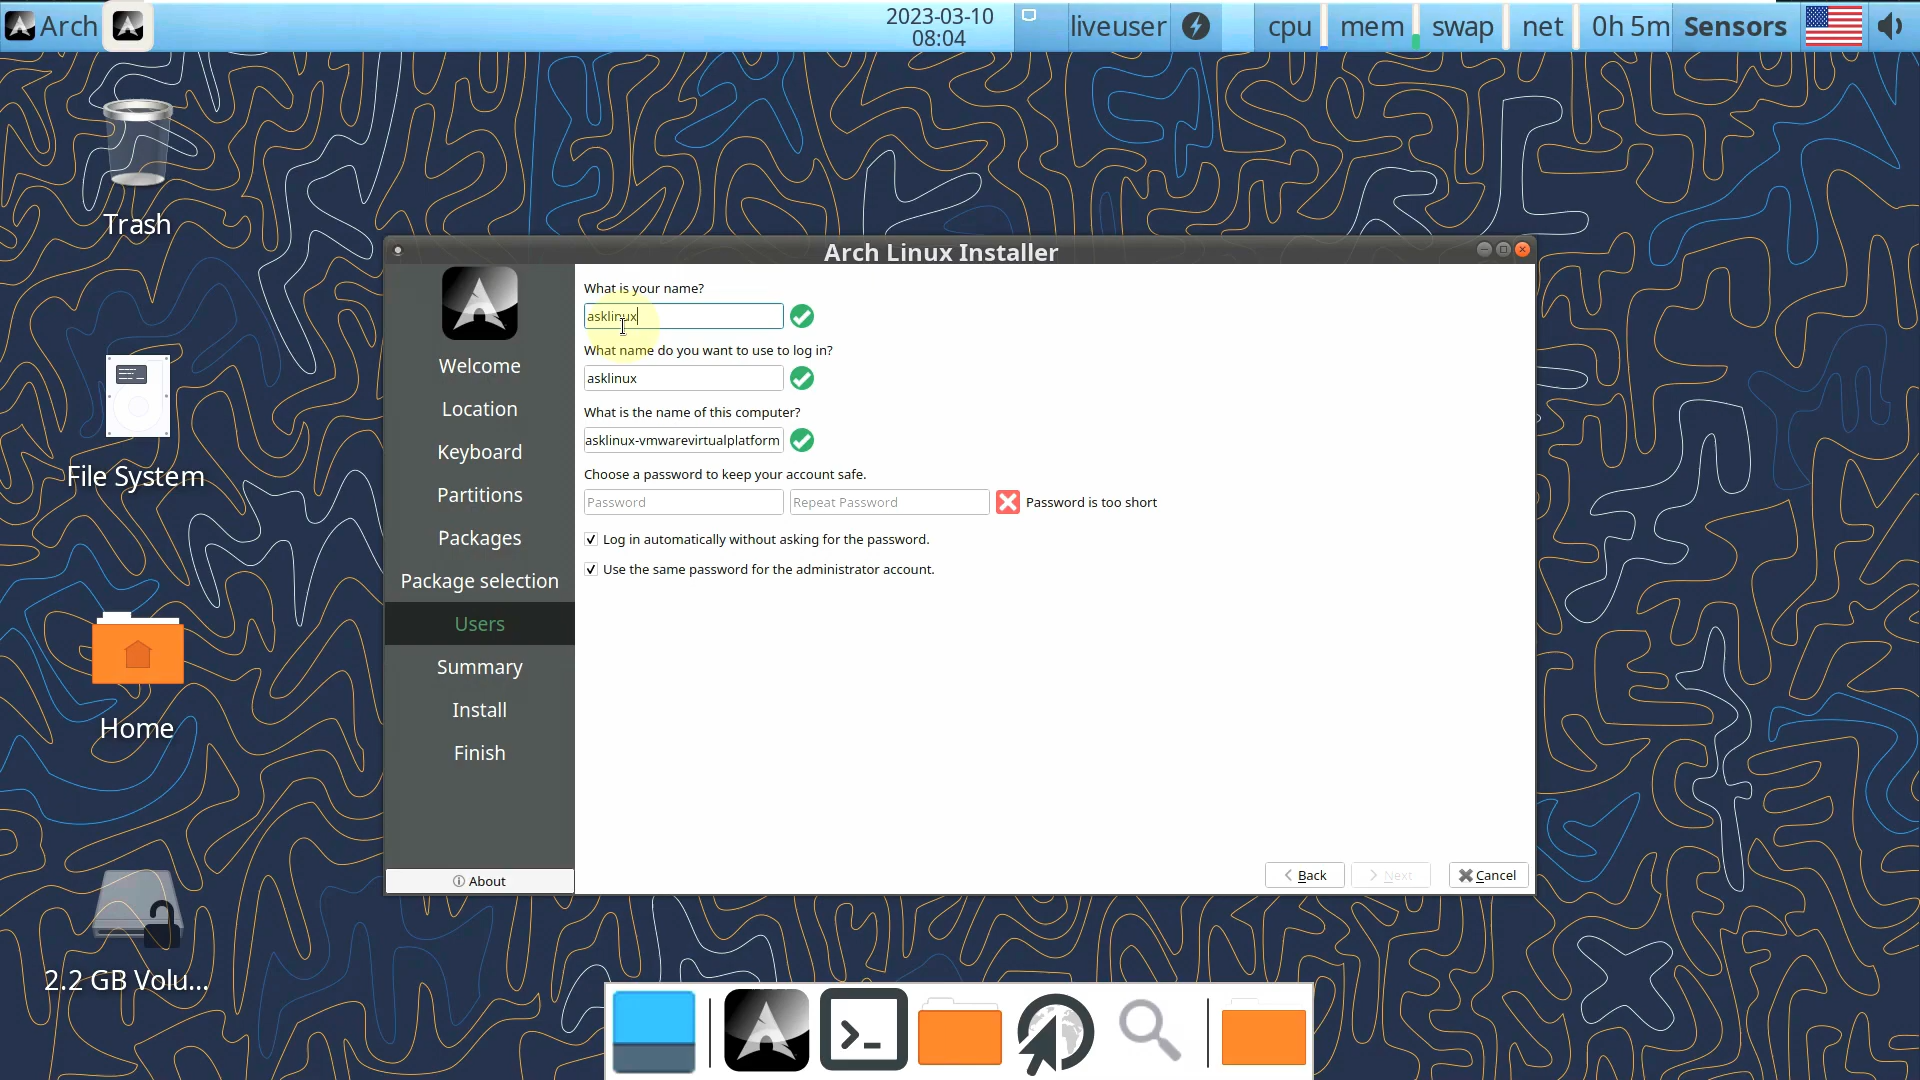 Arch
2023-03-10
08:04
liveuser
cpu
mem
swap
net
0h 5m
Sensors
Trash
File System
Home
2.2 GB Volu...
Arch Linux Installer
Welcome
Location
Keyboard
Partitions
Packages
Package selection
Users
Summary
Install
Finish
About
What is your name?
asklinux
What name do you want to use to log in?
asklinux
What is the name of this computer?
asklinux-vmwarevirtualplatform
Choose a password to keep your account safe.
Password
Repeat Password
Password is too short
Log in automatically without asking for the password.
Use the same password for the administrator account.
Back
Next
Cancel